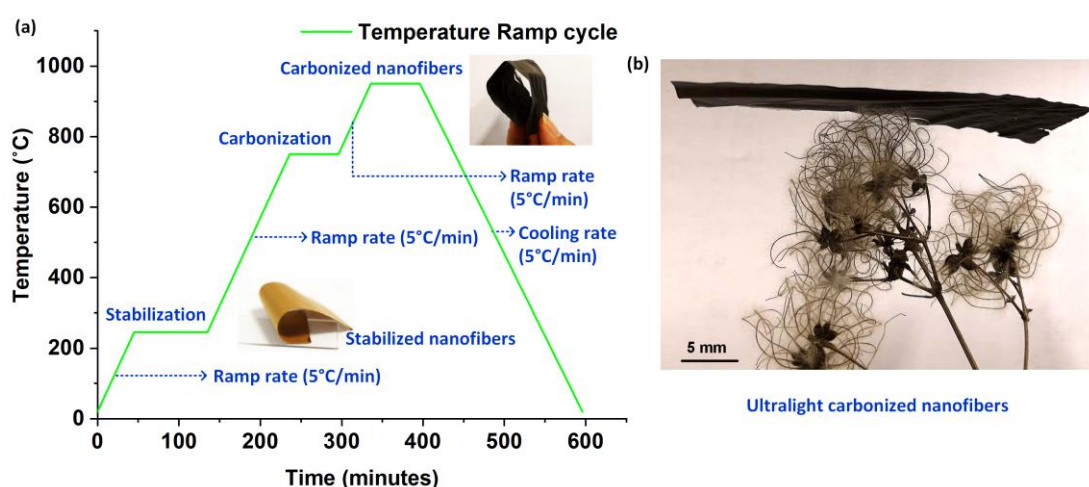 (a)
Temperature Ramp cycle
Carbonized nanofibers
Carbonization
Ramp rate
(5°C/min)
Ramp rate (5°C/min)
Cooling rate
(5°C/min)
Stabilization
Stabilized nanofibers
Ramp rate (5°C/min)
Temperature (°C)
1000
800
600
400
200
0
0 100 200 300 400 500 600
Time (minutes)
(b)
5 mm
Ultralight carbonized nanofibers